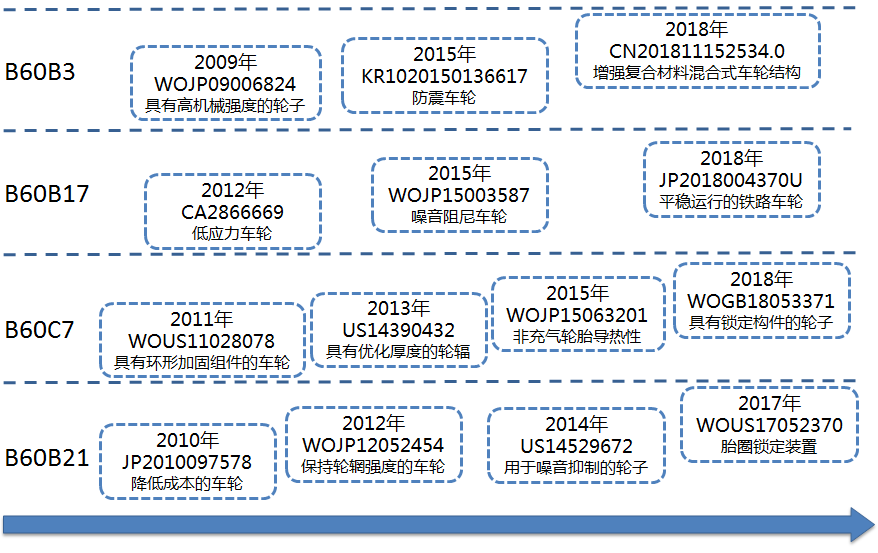 B60B3
2009年
WOJP09006824
具有高机械强度的轮子
2015年
KR1020150136617
防震车轮
2018年
CN201811152534.0
增强复合材料混合式车轮结构
B60B17
2012年
CA2866669
低应力车轮
2015年
WOJP15003587
噪音阻尼车轮
2018年
JP2018004370U
平稳运行的铁路车轮
B60C7
2011年
WOUS11028078
具有环形加固组件的车轮
2013年
US14390432
具有优化厚度的轮辐
2015年
WOJP15063201
非充气轮胎导热性
2018年
WOGB18053371
具有锁定构件的轮子
B60B21
2010年
JP2010097578
降低成本的车轮
2012年
WOJP12052454
保持轮辋强度的车轮
2014年
US14529672
用于噪音抑制的轮子
2017年
WOUS17052370
胎圈锁定装置